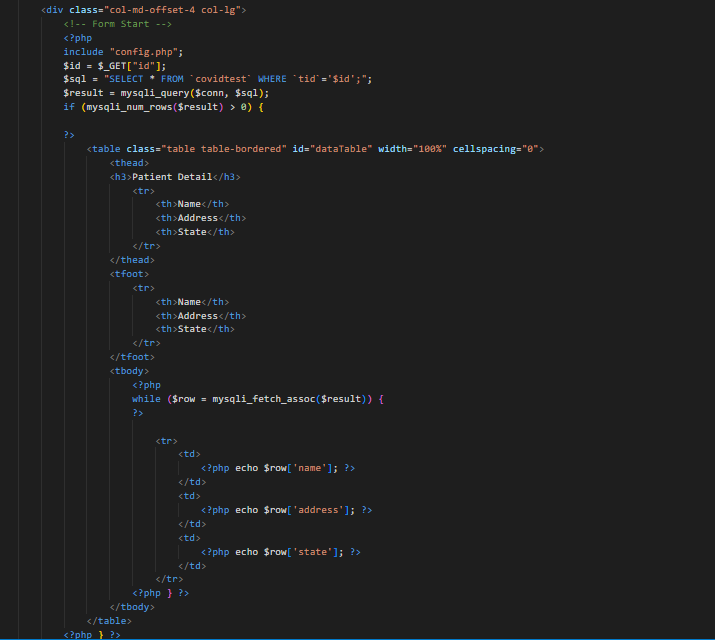 <div class="col-md-offset-4 col-lg">
<!-- Form Start -->
<?php
include "config.php";
$id = $_GET["id"];
$sql = "SELECT * FROM `covidtest` WHERE `tid`='$id';";
$result = mysqli_query($conn, $sql);
if (mysqli_num_rows($result) > 0) {
?>
<table class="table table-bordered" id="dataTable" width="100%" cellspacing="0">
<thead>
<h3>Patient Detail</h3>
<tr>
<th>Name</th>
<th>Address</th>
<th>State</th>
</tr>
</thead>
<tfoot>
<tr>
<th>Name</th>
<th>Address</th>
<th>State</th>
</tr>
</tfoot>
<tbody>
<?php
while ($row = mysqli_fetch_assoc($result)) {
?>
<tr>
<td>
<?php echo $row['name']; ?>
</td>
<td>
<?php echo $row['address']; ?>
</td>
<td>
<?php echo $row['state']; ?>
</td>
</tr>
<?php } ?>
</tbody>
</table>
<?php } ?>